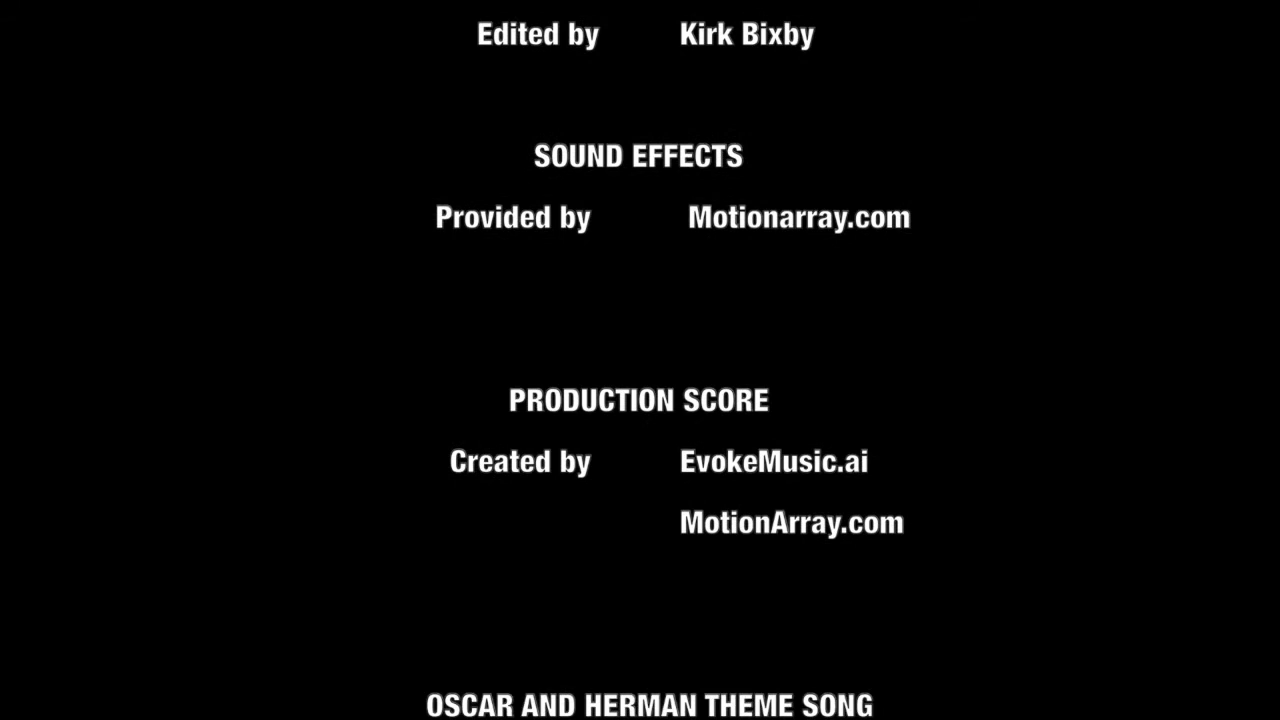 Edited by Kirk Bixby
SOUND EFFECTS
Provided by Motionarray.com
PRODUCTION SCORE
Created by EvokeMusic.ai
MotionArray.com
OSCAR AND HERMAN THEME SONG